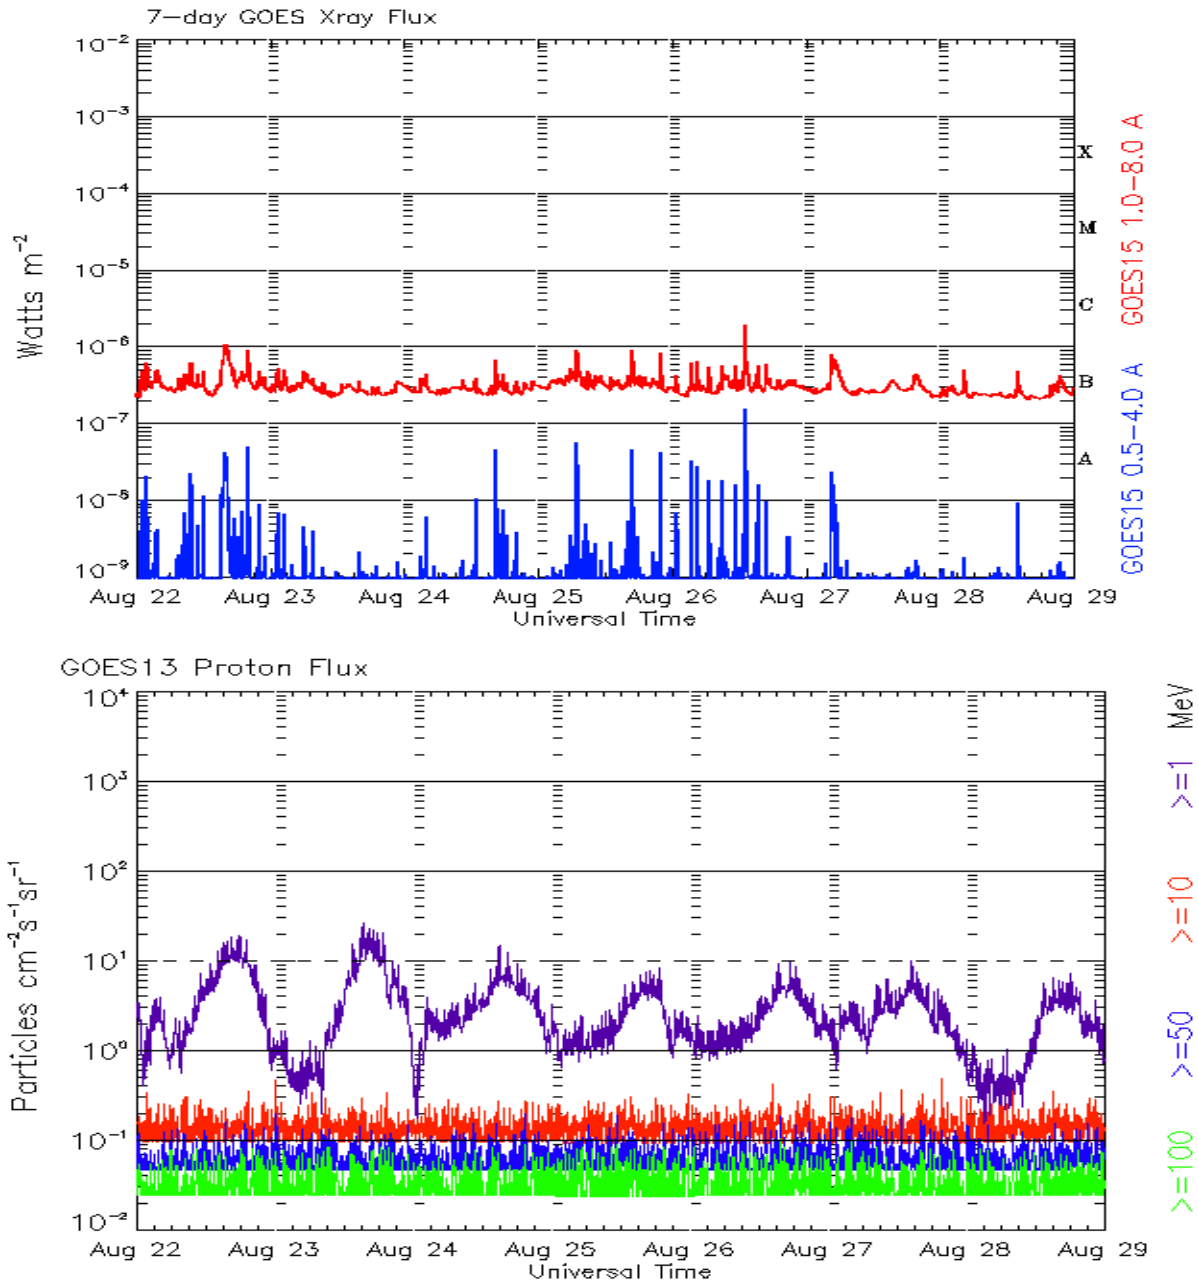 7-day GOES Xray Flux
10⁻²
10⁻³
10⁻⁴
10⁻⁵
10⁻⁶
10⁻⁷
10⁻⁸
10⁻⁹
Watts m⁻²
X
M
C
B
A
GOES15 1.0-8.0 A
GOES15 0.5-4.0 A
Aug 22 Aug 23 Aug 24 Aug 25 Aug 26 Aug 27 Aug 28 Aug 29
Universal Time
GOES13 Proton Flux
10⁴
10³
10²
10¹
10⁰
10⁻¹
10⁻²
Particles cm⁻²s⁻¹sr⁻¹
>=1 MeV
>=10
>=50
>=100
Aug 22 Aug 23 Aug 24 Aug 25 Aug 26 Aug 27 Aug 28 Aug 29
Universal Time